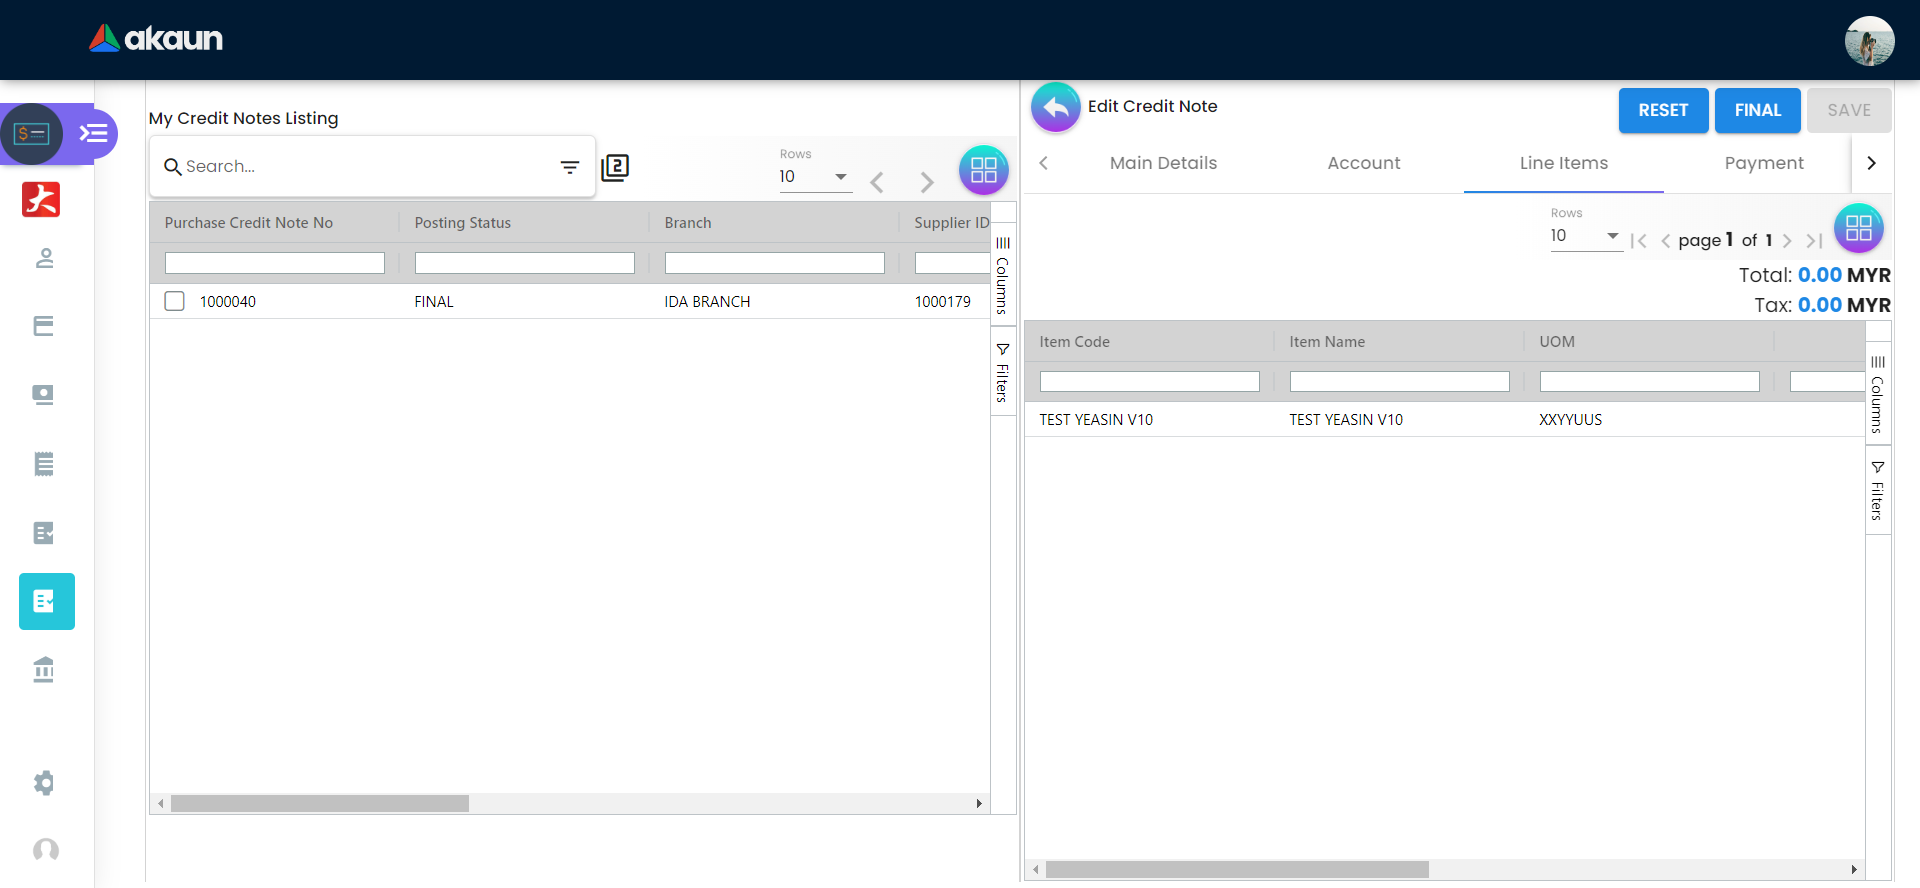 akaun
My Credit Notes Listing
Search...
2
Rows
10
Purchase Credit Note No
Posting Status
Branch
Supplier ID
1000040
FINAL
IDA BRANCH
1000179
Columns
Filters
Edit Credit Note
RESET
FINAL
SAVE
Main Details
Account
Line Items
Payment
Rows
10
page 1 of 1
Total: 0.00 MYR
Tax: 0.00 MYR
Item Code
Item Name
UOM
TEST YEASIN V10
TEST YEASIN V10
XXYYUUS
Columns
Filters